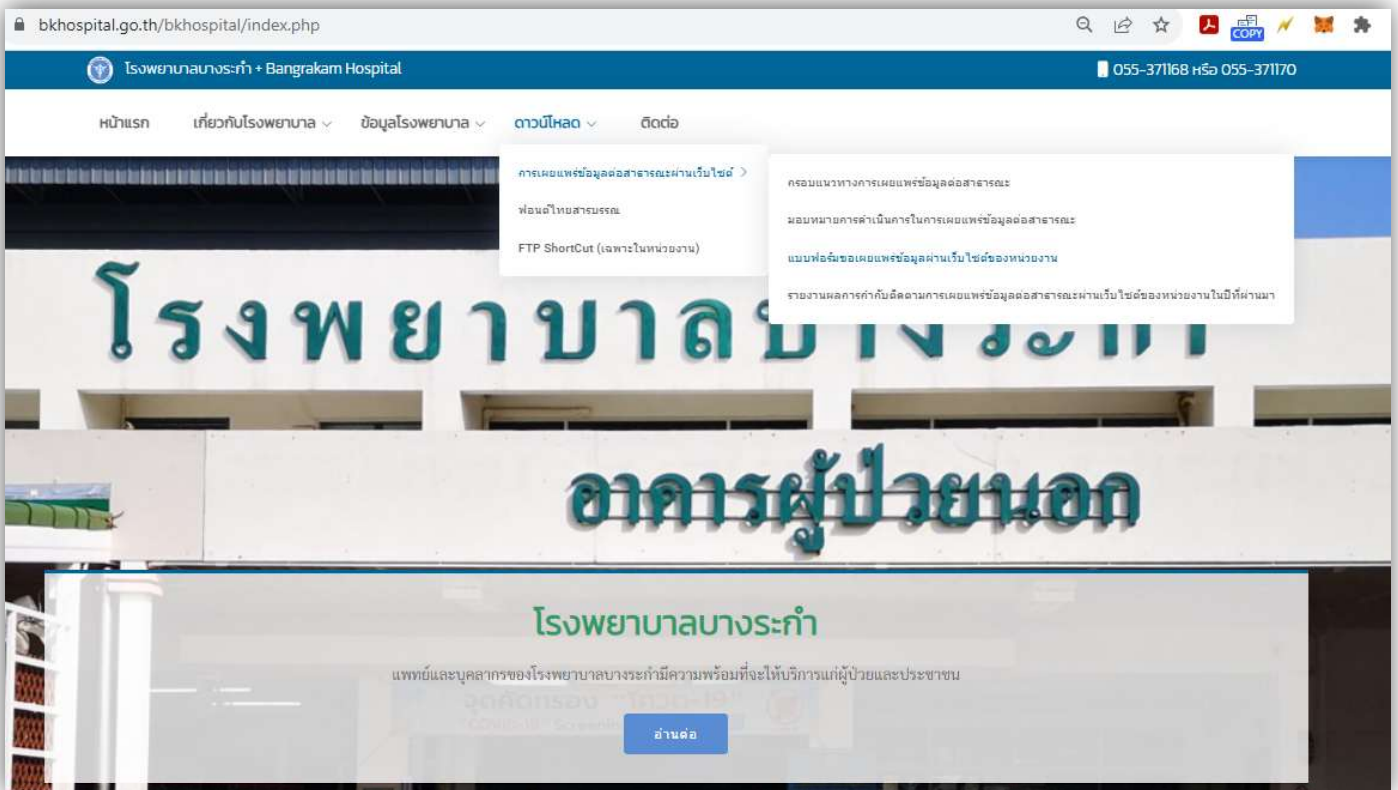 bkhospital.go.th/bkhospital/index.php
COPY
โรงพยาบาลบางระกำ + Bangrakam Hospital
055-371168 หรือ 055-371170
หน้าแรก เกี่ยวกับโรงพยาบาล ข้อมูลโรงพยาบาล ดาวน์โหลด ติดต่อ
การเผยแพร่ข้อมูลต่อสาธารณะผ่านเว็บไซต์
ฟอนต์ไทยสารบรรณ
FTP ShortCut (เฉพาะในหน่วยงาน)
กรอบแนวทางการเผยแพร่ข้อมูลต่อสาธารณะ
มอบหมายการดำเนินการในการเผยแพร่ข้อมูลต่อสาธารณะ
แบบฟอร์มขอเผยแพร่ข้อมูลผ่านเว็บไซต์ของหน่วยงาน
รายงานผลการกำกับติดตามการเผยแพร่ข้อมูลต่อสาธารณะผ่านเว็บไซต์ของหน่วยงานในปีที่ผ่านมา
โรงพยาบาลบางระกำ
อาคารผู้ป่วยนอก
โรงพยาบาลบางระกำ
แพทย์และบุคลากรของโรงพยาบาลบางระกำมีความพร้อมที่จะให้บริการแก่ผู้ป่วยและประชาชน
จุดคัดกรอง "โควิด-19"
อ่านต่อ